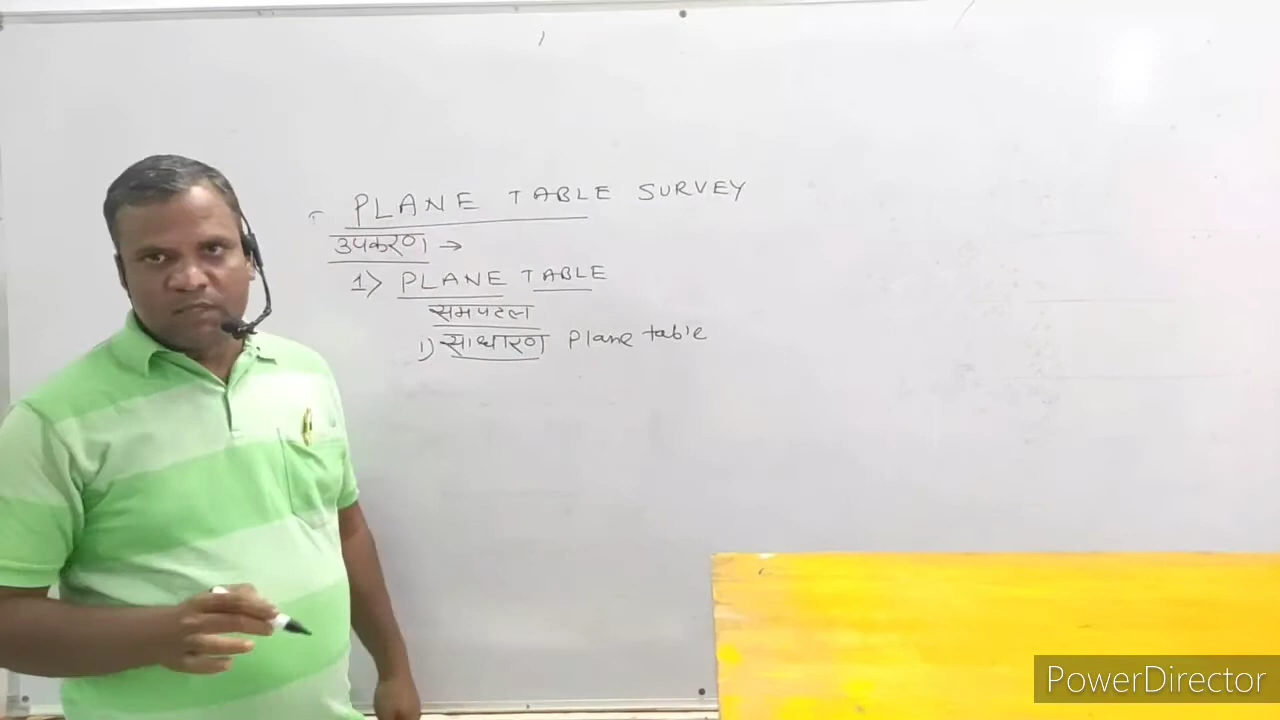 PLANE TABLE SURVEY
उपकरण →
1> PLANE TABLE
समपटल
1) साधारण Plane table
PowerDirector